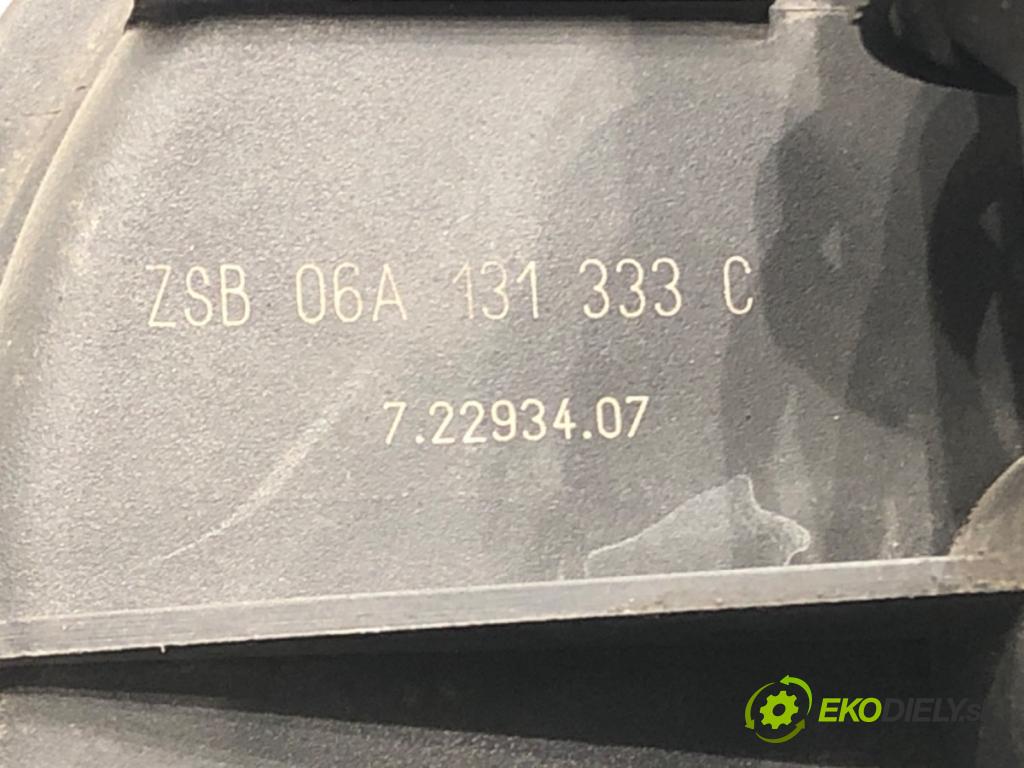 ZSB 06A 131 333 C
7.22934.07
EKODIELY.s